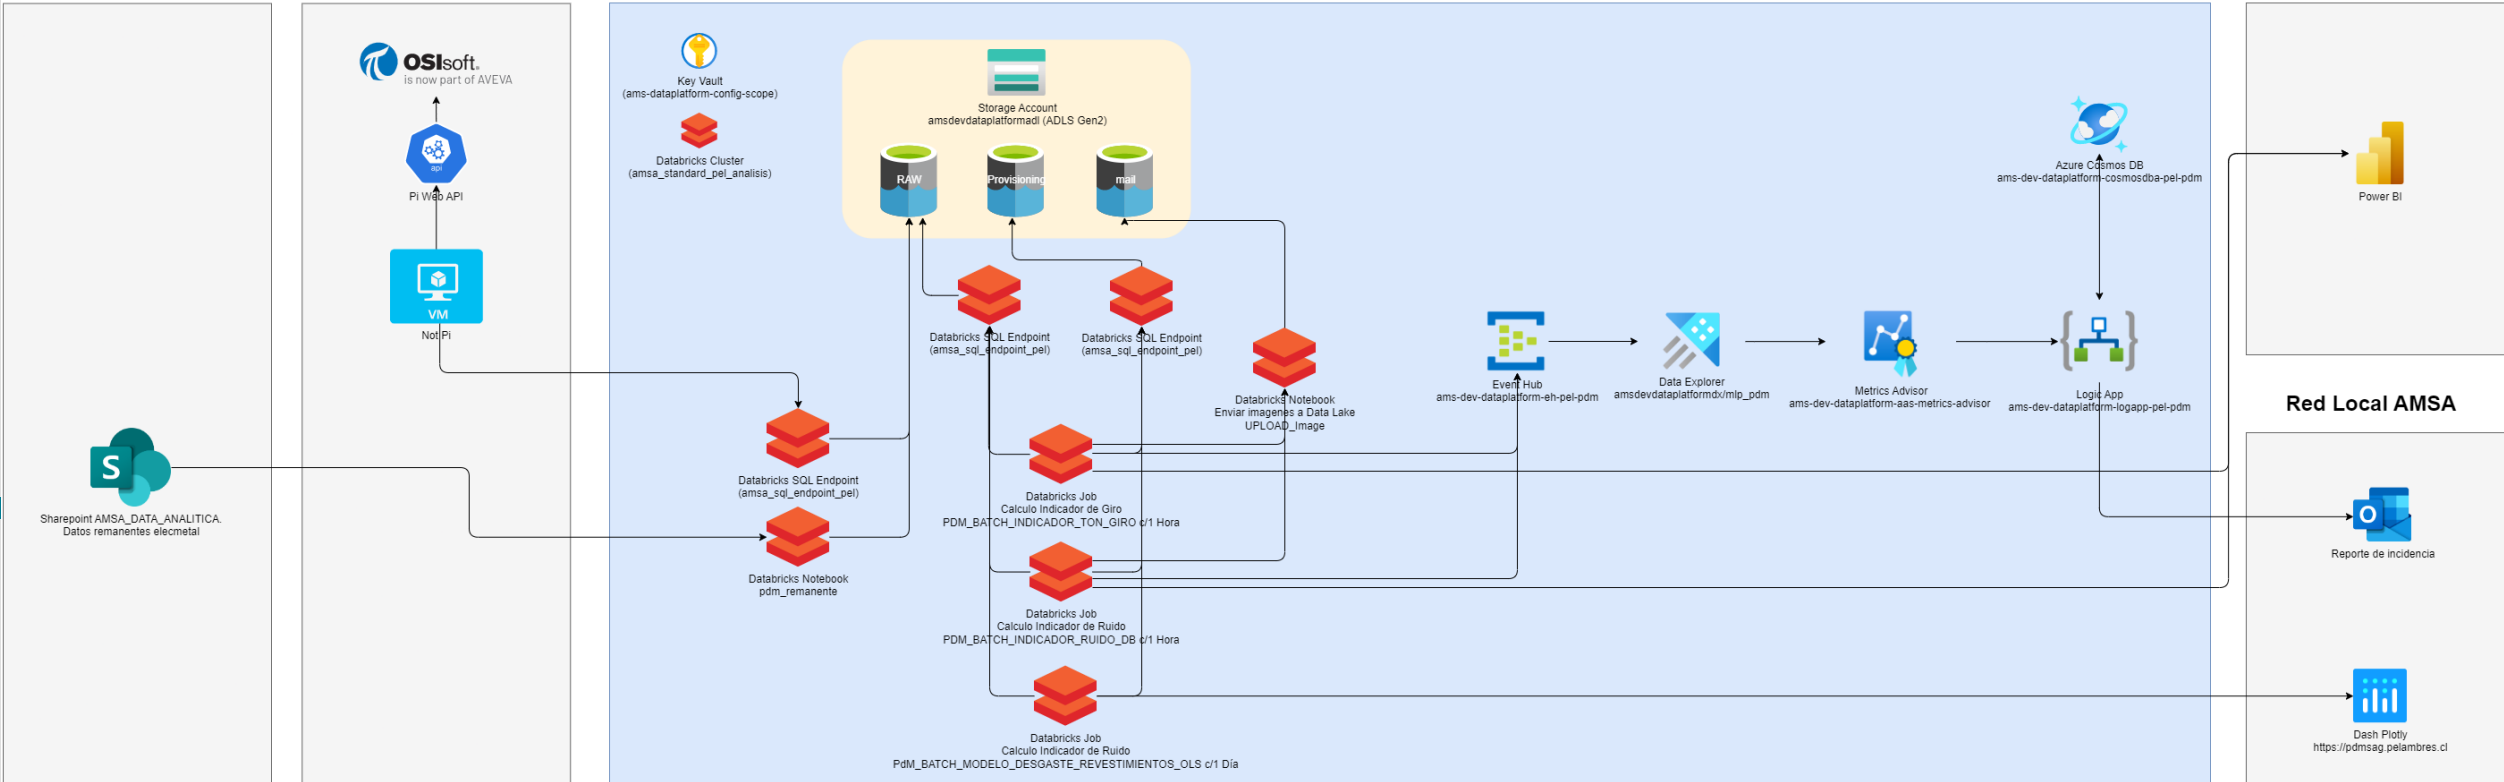 OSIsoft.
is now part of AVEVA
api
Pi Web API
VM
Not Pi
S
Sharepoint AMSA_DATA_ANALITICA.
Datos remanentes elecmetal
Key Vault
(ams-dataplatform-config-scope)
Databricks Cluster
(amsa_standard_pel_analisis)
Storage Account
amsdevdataplatformadl (ADLS Gen2)
RAW
Provisioning
mail
Databricks SQL Endpoint
(amsa_sql_endpoint_pel)
Databricks SQL Endpoint
(amsa_sql_endpoint_pel)
Databricks Notebook
Enviar imagenes a Data Lake
UPLOAD_Image
Databricks SQL Endpoint
(amsa_sql_endpoint_pel)
Databricks Notebook
pdm_remanente
Databricks Job
Calculo Indicador de Giro
PDM_BATCH_INDICADOR_TON_GIRO c/1 Hora
Databricks Job
Calculo Indicador de Ruido
PDM_BATCH_INDICADOR_RUIDO_DB c/1 Hora
Databricks Job
Calculo Indicador de Ruido
PdM_BATCH_MODELO_DESGASTE_REVESTIMIENTOS_OLS c/1 Día
Event Hub
ams-dev-dataplatform-eh-pel-pdm
Data Explorer
amsdevdataplatformdx/mlp_pdm
Metrics Advisor
ams-dev-dataplatform-aas-metrics-advisor
Azure Cosmos DB
ams-dev-dataplatform-cosmosdba-pel-pdm
Logic App
ams-dev-dataplatform-logapp-pel-pdm
Power BI
Red Local AMSA
O
Reporte de incidencia
Dash Plotly
https://pdmsag.pelambres.cl